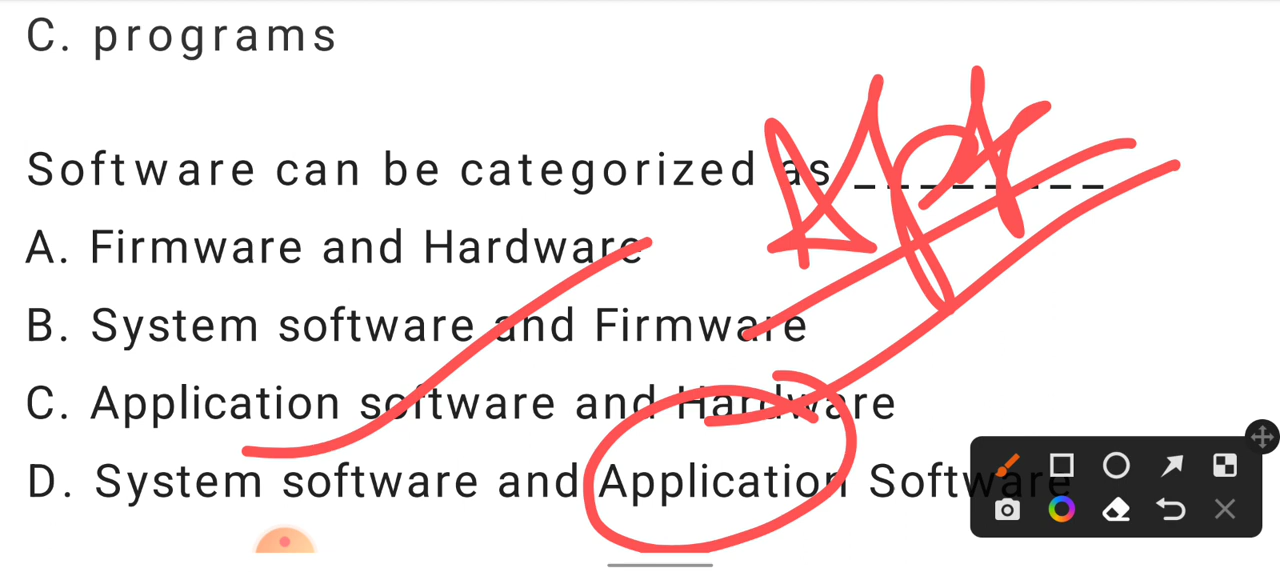 C. programs
Software can be categorized as ________
A. Firmware and Hardware
B. System software and Firmware
C. Application software and Hardware
D. System software and Application Software